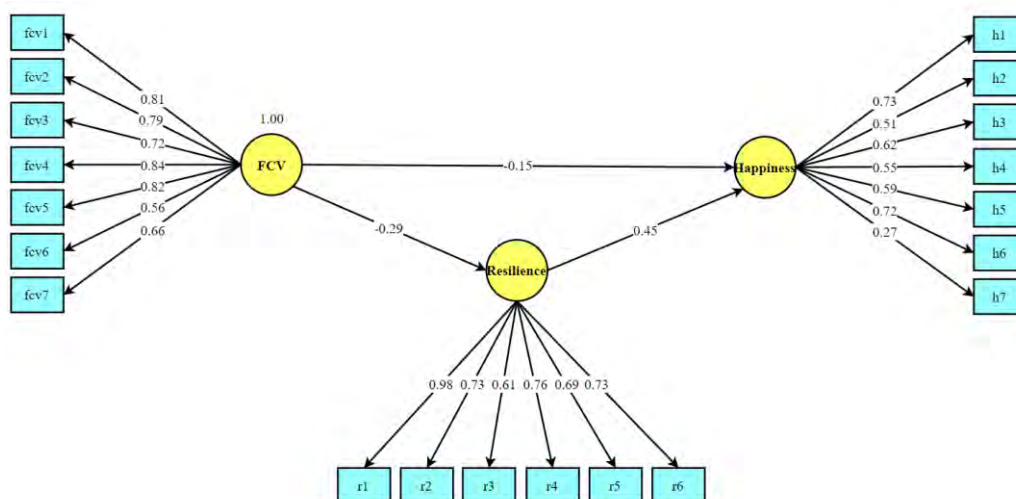 fcv1
fcv2
fcv3
fcv4
fcv5
fcv6
fcv7
0.81
0.79
0.72
0.84
0.82
0.56
0.66
1.00
FCV
-0.15
-0.29
0.45
Resilience
Happiness
0.73
0.51
0.62
0.55
0.59
0.72
0.27
h1
h2
h3
h4
h5
h6
h7
0.98 0.73 0.61 0.76 0.69 0.73
r1 r2 r3 r4 r5 r6